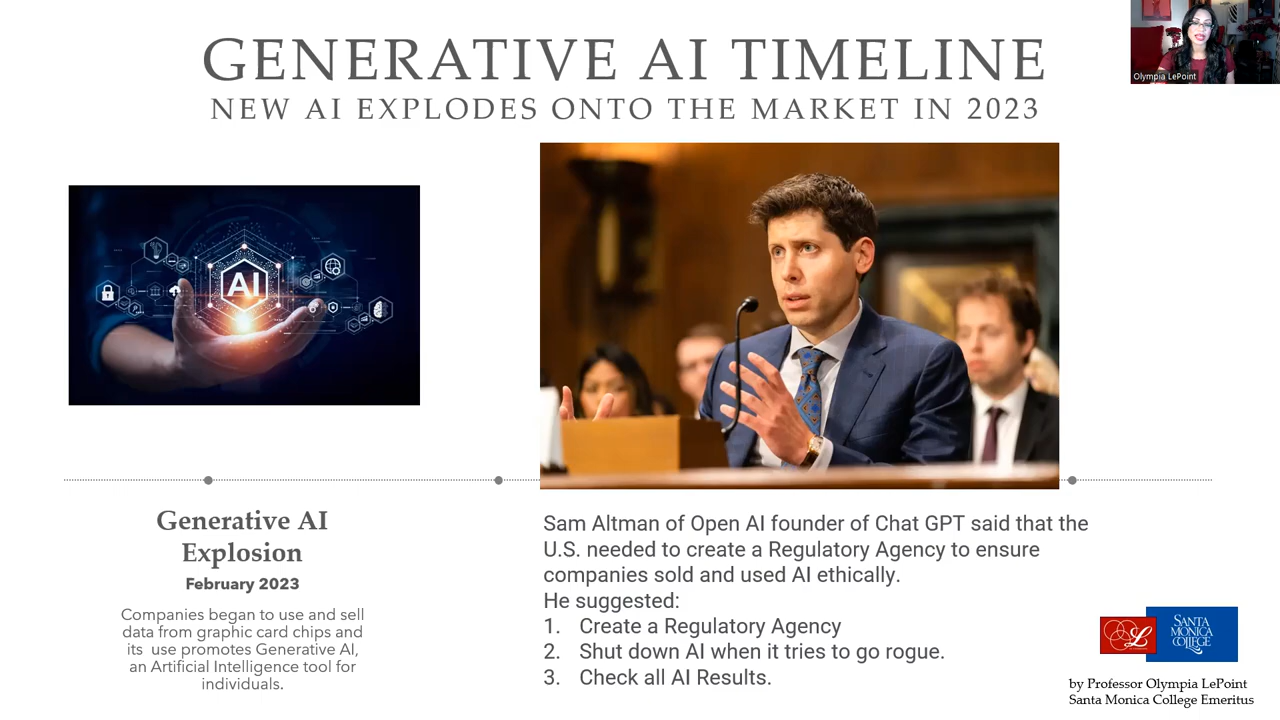 GENERATIVE AI TIMELINE
NEW AI EXPLODES ONTO THE MARKET IN 2023
Olympia LePoint
AI
Generative AI
Explosion
February 2023
Companies began to use and sell
data from graphic card chips and
its use promotes Generative AI,
an Artificial Intelligence tool for
individuals.
Sam Altman of Open AI founder of Chat GPT said that the
U.S. needed to create a Regulatory Agency to ensure
companies sold and used AI ethically.
He suggested:
1. Create a Regulatory Agency
2. Shut down AI when it tries to go rogue.
3. Check all AI Results.
L
SANTA
MONICA
COLLEGE
by Professor Olympia LePoint
Santa Monica College Emeritus